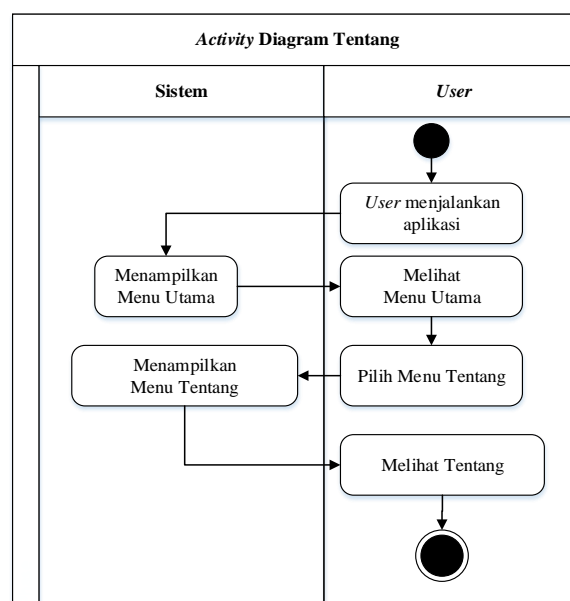 Activity Diagram Tentang
Sistem
User
User menjalankan
aplikasi
Menampilkan
Menu Utama
Melihat
Menu Utama
Menampilkan
Menu Tentang
Pilih Menu Tentang
Melihat Tentang